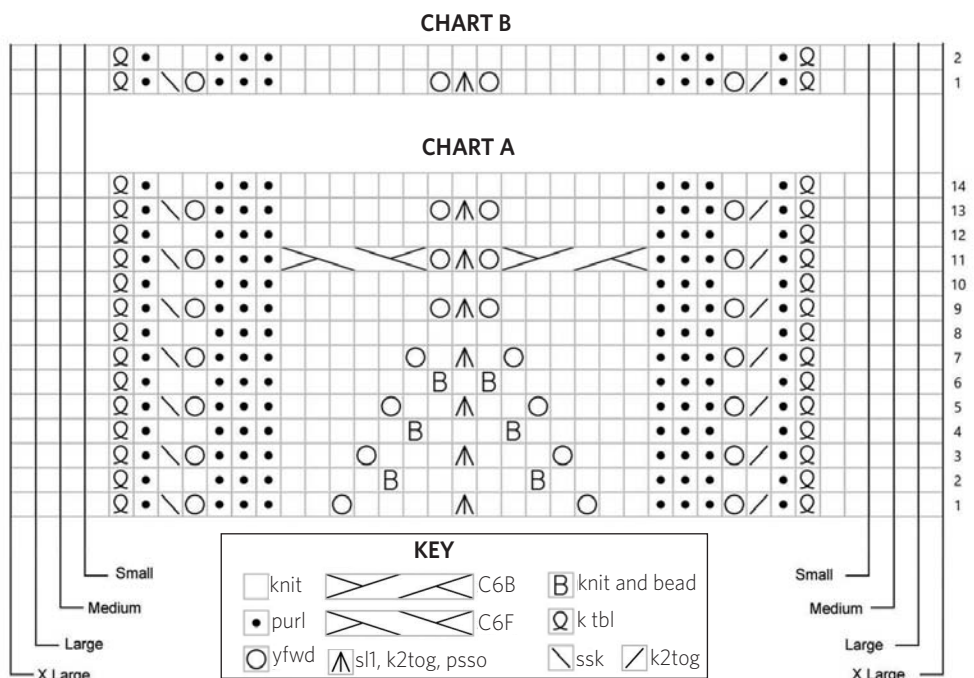 CHART B
2
1
CHART A
14
13
12
11
10
9
8
7
B B 6
5
B B 4
3
B B 2
1
Small Small
Medium Medium
Large Large
X Large X Large
KEY
knit C6B B knit and bead
purl C6F k tbl
yfwd sl1, k2tog, psso ssk k2tog